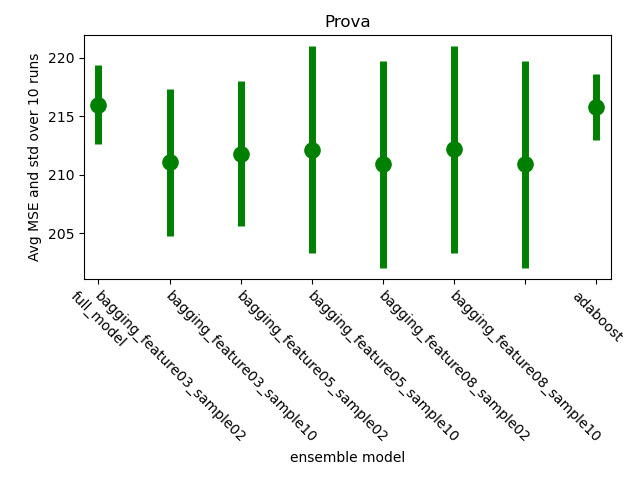 Prova
Avg MSE and std over 10 runs
220
215
210
205
full_model
bagging_feature03_sample02
bagging_feature03_sample10
bagging_feature05_sample02
bagging_feature05_sample10
bagging_feature08_sample02
bagging_feature08_sample10
adaboost
ensemble model